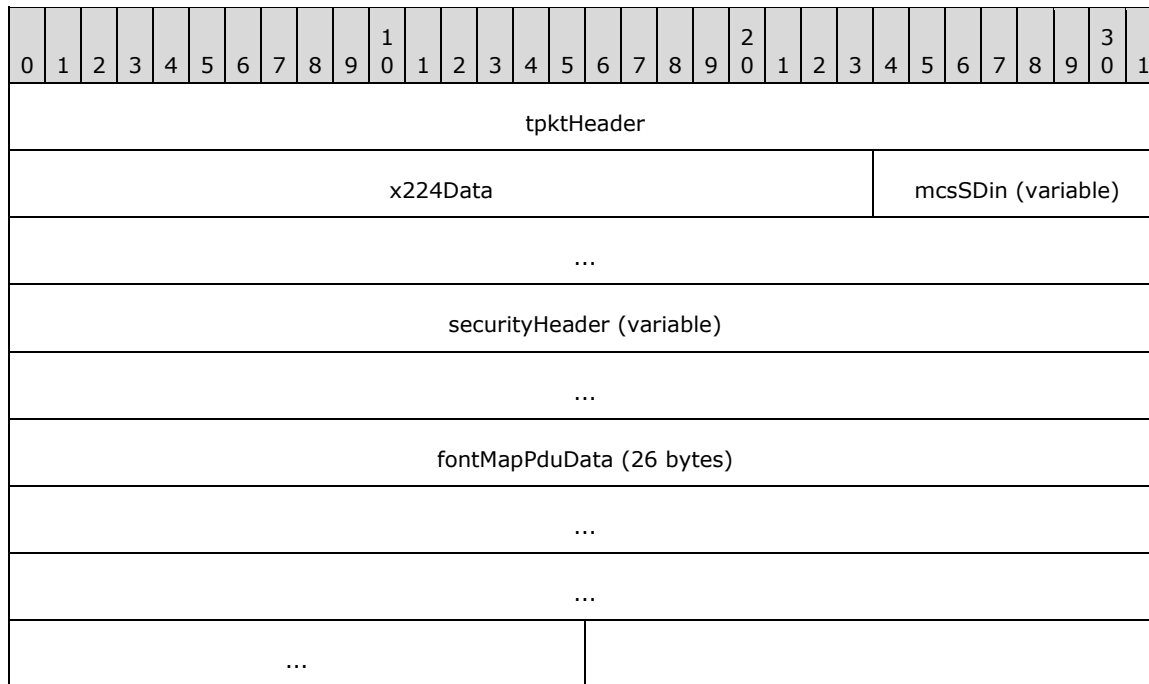 1 2 3
0 1 2 3 4 5 6 7 8 9 0 1 2 3 4 5 6 7 8 9 0 1 2 3 4 5 6 7 8 9 0 1
tpktHeader
x224Data mcsSDin (variable)
...
securityHeader (variable)
...
fontMapPduData (26 bytes)
...
...
...